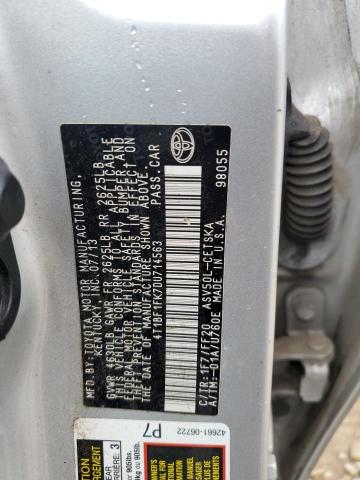 MFD. BY: TOYOTA MOTOR MANUFACTURING,
KENTUCKY, INC. 07/13
GVWR 4630LB GAWR FR 2625LB RR 2625LB
THIS VEHICLE CONFORMS TO ALL APPLICABLE
FEDERAL MOTOR VEHICLE SAFETY, BUMPER, AND
THEFT PREVENTION STANDARDS IN EFFECT ON
THE DATE OF MANUFACTURE SHOWN ABOVE.
4T1BF1FK7DU714563 PASS.CAR
98055
C/TR:1F7/FF20 ASV50L-CETSKA
A/TM:-01A/U760E MADE IN U.S.A.
42661-06722
P7
3